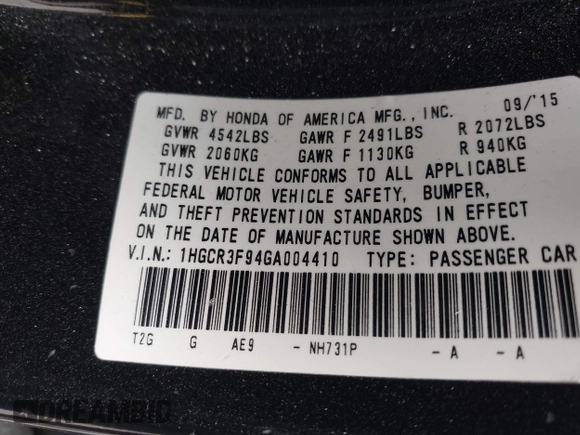 MFD. BY HONDA OF AMERICA MFG., INC. 09/'15
GVWR 4542LBS GAWR F 2491LBS R 2072LBS
GVWR 2060KG GAWR F 1130KG R 940KG
THIS VEHICLE CONFORMS TO ALL APPLICABLE
FEDERAL MOTOR VEHICLE SAFETY, BUMPER,
AND THEFT PREVENTION STANDARDS IN EFFECT
ON THE DATE OF MANUFACTURE SHOWN ABOVE.
V.I.N.: 1HGCR3F94GA004410 TYPE: PASSENGER CAR
T2G G AE9 - NH731P - A - A
DREAMBID